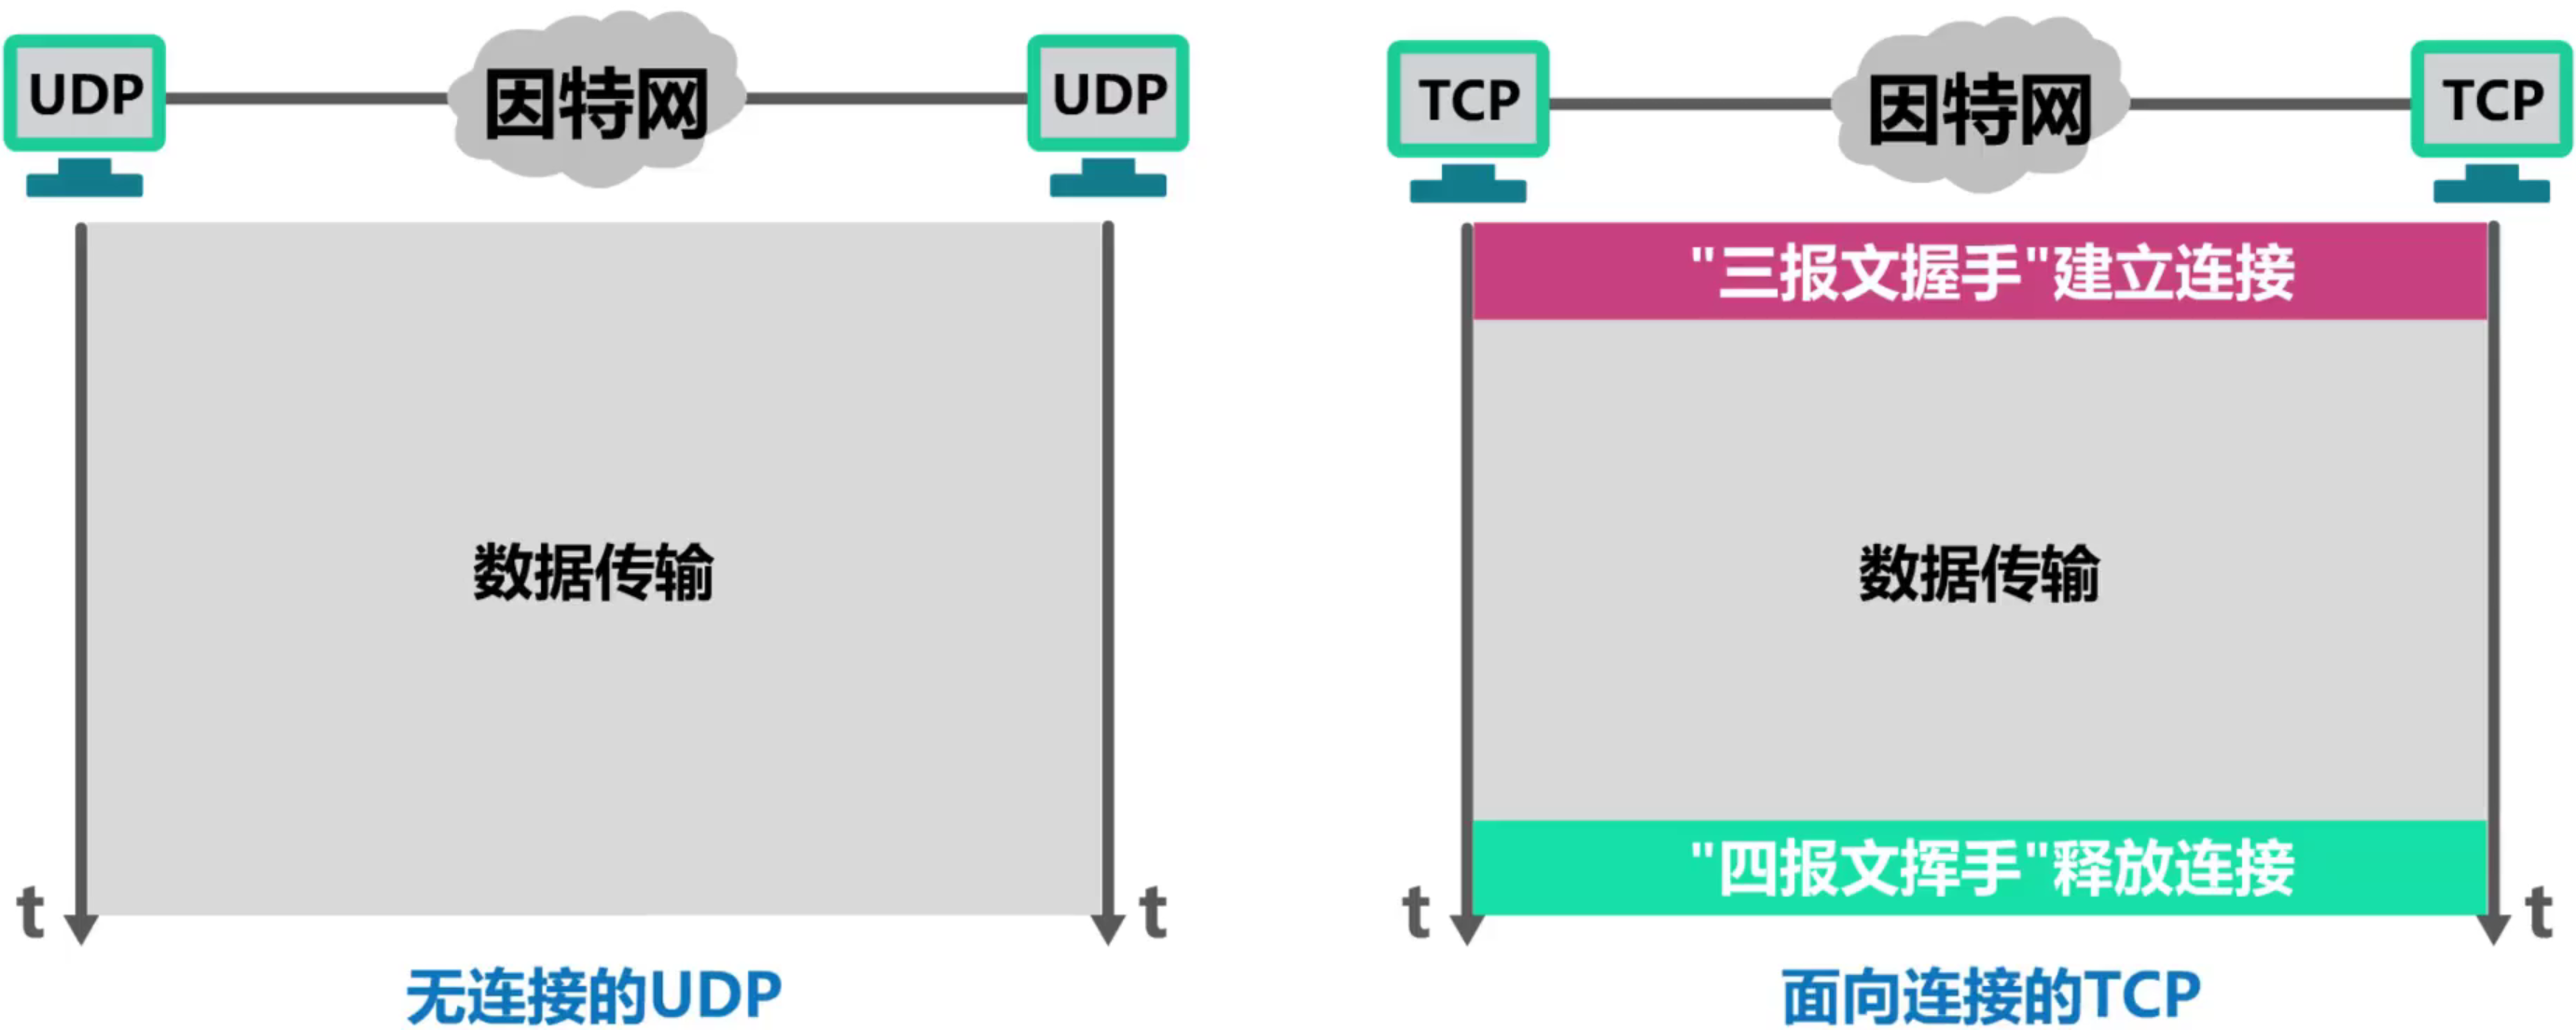 UDP
因特网
UDP
数据传输
t
t
无连接的UDP
TCP
因特网
TCP
"三报文握手"建立连接
数据传输
"四报文挥手"释放连接
t
t
面向连接的TCP